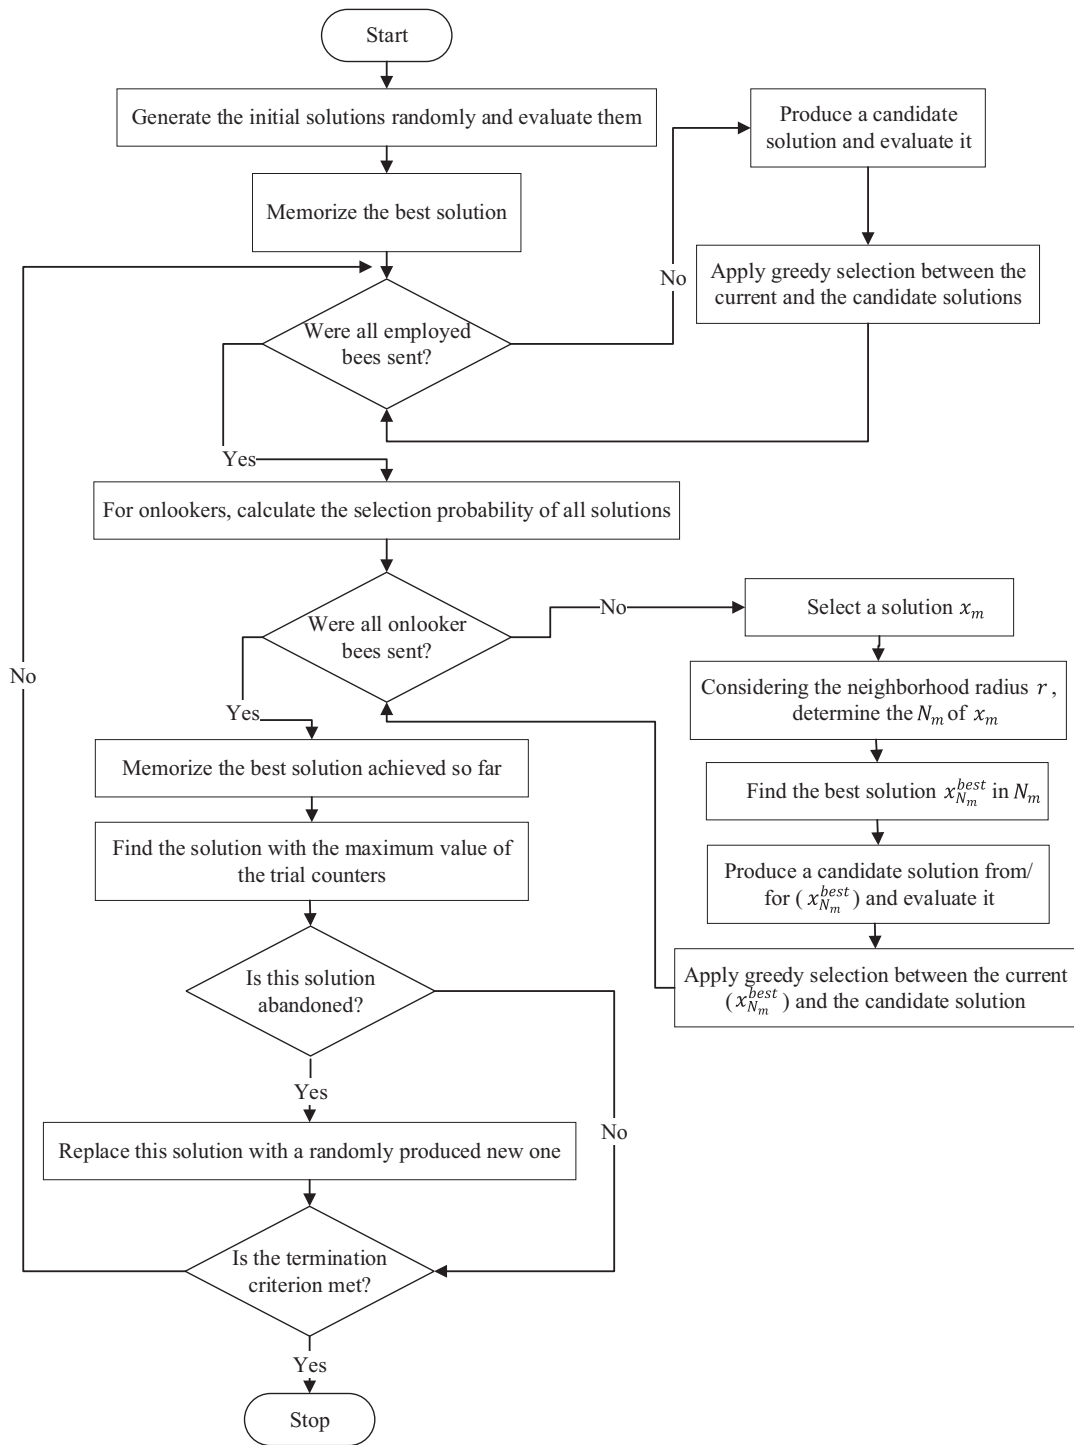 Start
Generate the initial solutions randomly and evaluate them
Memorize the best solution
Were all employed
bees sent?
No
Produce a candidate
solution and evaluate it
Apply greedy selection between the
current and the candidate solutions
Yes
For onlookers, calculate the selection probability of all solutions
Were all onlooker
bees sent?
No
Select a solution $x_m$
Considering the neighborhood radius $r$ ,
determine the $N_m$ of $x_m$
Find the best solution $x_{N_m}^{best}$ in $N_m$
Produce a candidate solution from/
for ( $x_{N_m}^{best}$ ) and evaluate it
Apply greedy selection between the current
( $x_{N_m}^{best}$ ) and the candidate solution
Yes
Memorize the best solution achieved so far
Find the solution with the maximum value of
the trial counters
Is this solution
abandoned?
Yes
No
Replace this solution with a randomly produced new one
Is the termination
criterion met?
No
Yes
Stop